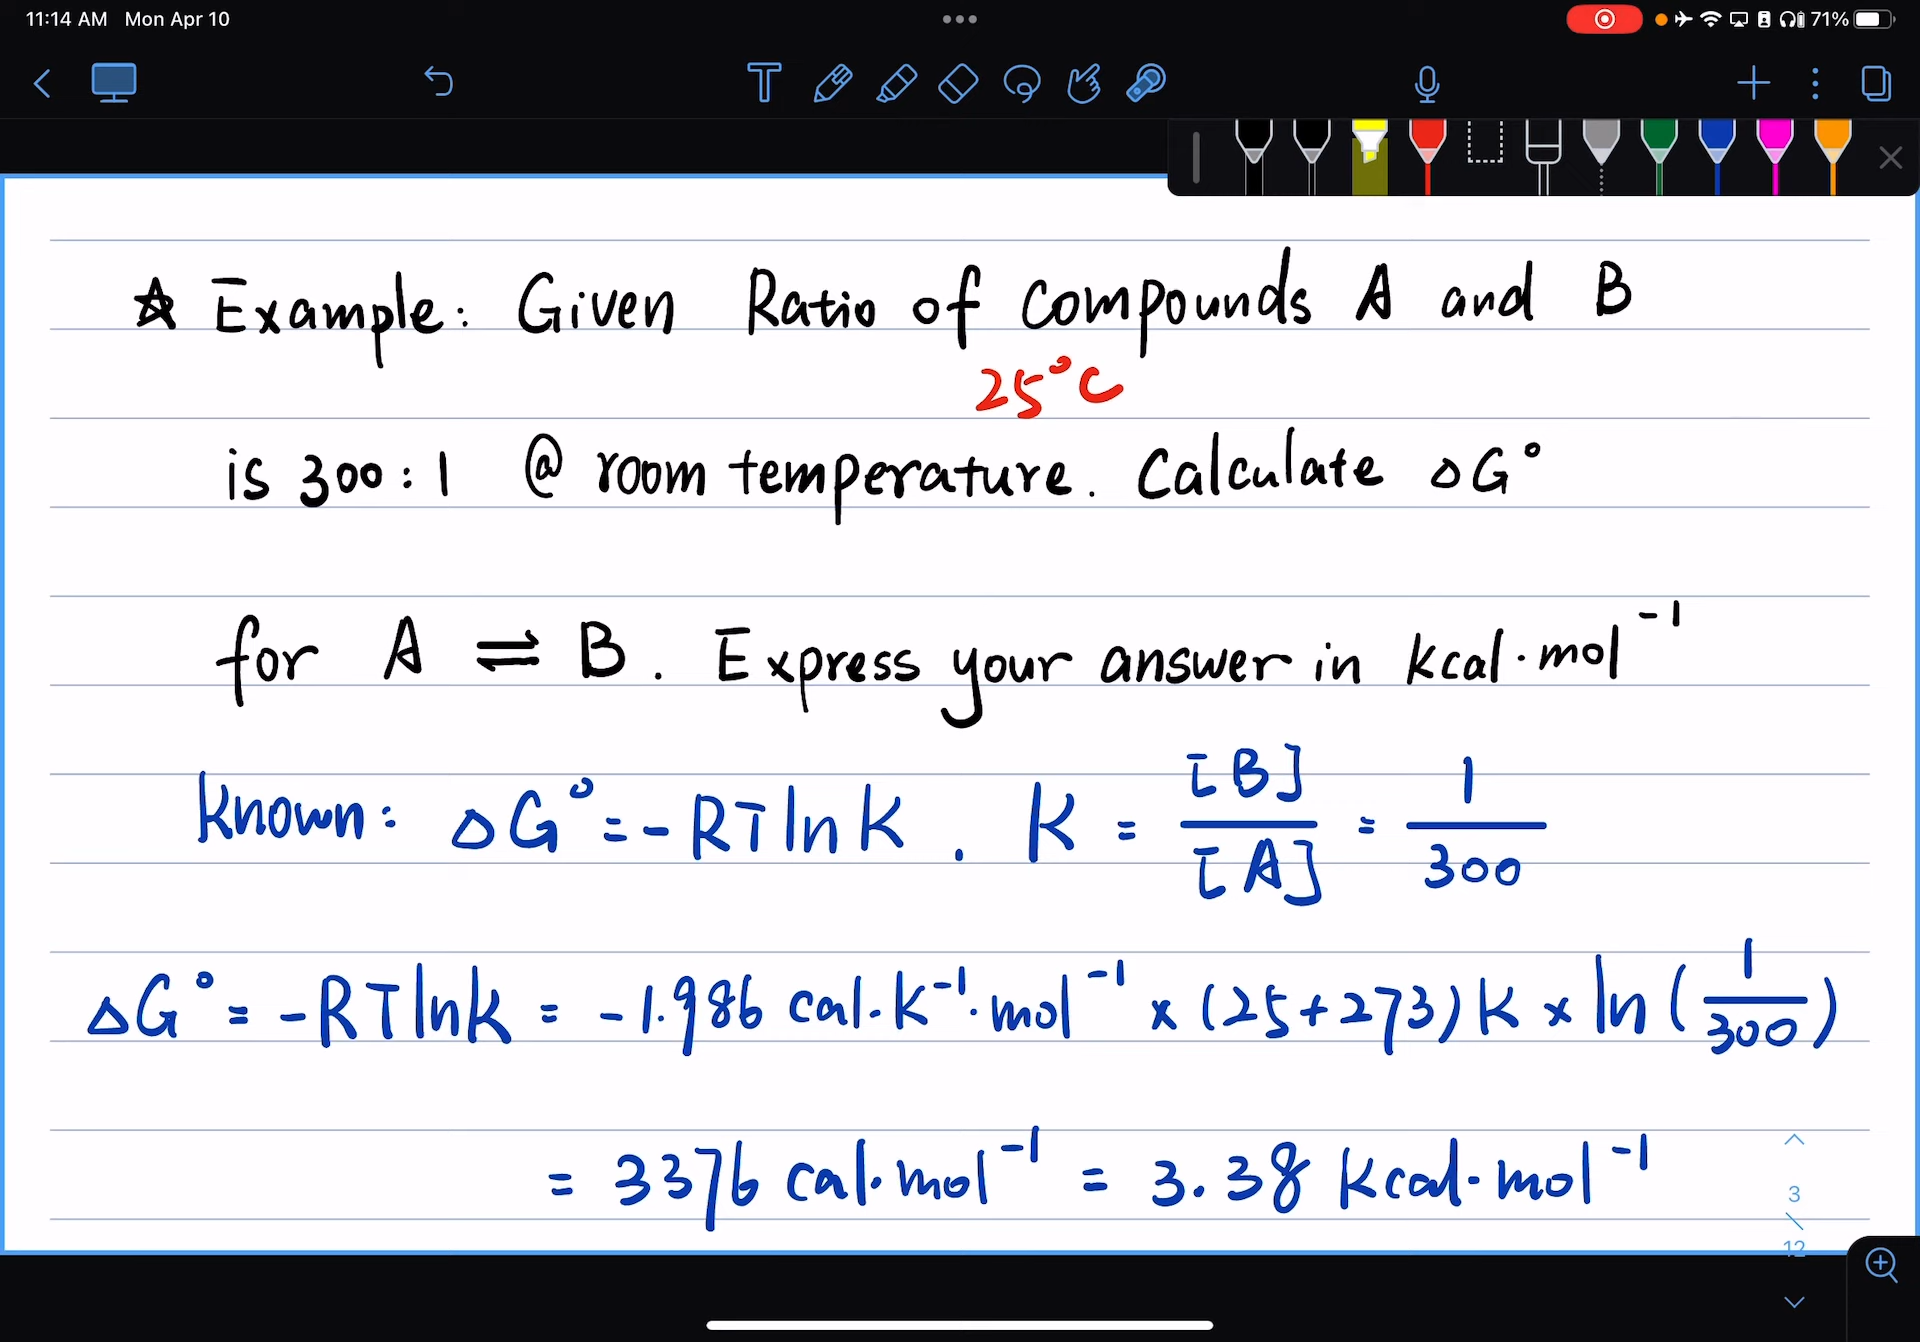 11:14 AM Mon Apr 10
71%
T
☆ Example: Given Ratio of compounds A and B
25°C
is 300:1 @ room temperature. Calculate ΔG°
for A ⇌ B. Express your answer in kcal·mol⁻¹
Known: ΔG° = -RTlnK. K = [B]/[A] = 1/300
ΔG° = -RTlnK = -1.986 cal·K⁻¹·mol⁻¹ x (25+273)K x ln(1/300)
= 3376 cal·mol⁻¹ = 3.38 Kcal·mol⁻¹
3
12